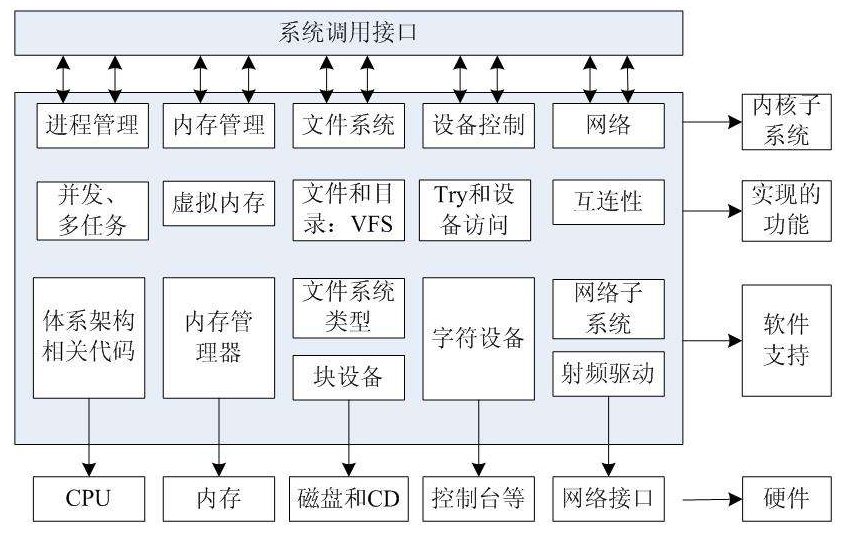 系统调用接口
进程管理
内存管理
文件系统
设备控制
网络
内核子
系统
并发、
多任务
虚拟内存
文件和目
录：VFS
Try和设
备访问
互连性
实现的
功能
体系架构
相关代码
内存管
理器
文件系统
类型
块设备
字符设备
网络子
系统
射频驱动
软件
支持
CPU
内存
磁盘和CD
控制台等
网络接口
硬件